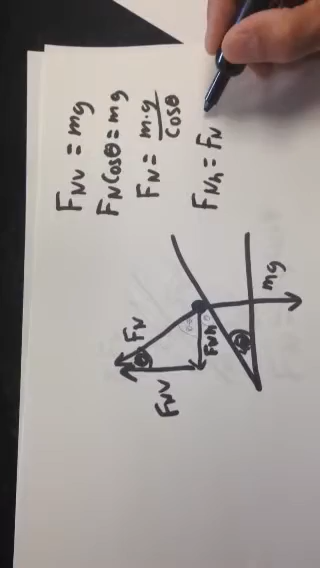 F_NV = mg
F_N Cosθ = mg
F_N = m·g / Cosθ
F_Nh = F_N
F_N
θ
F_NV
F_Nh
θ
mg